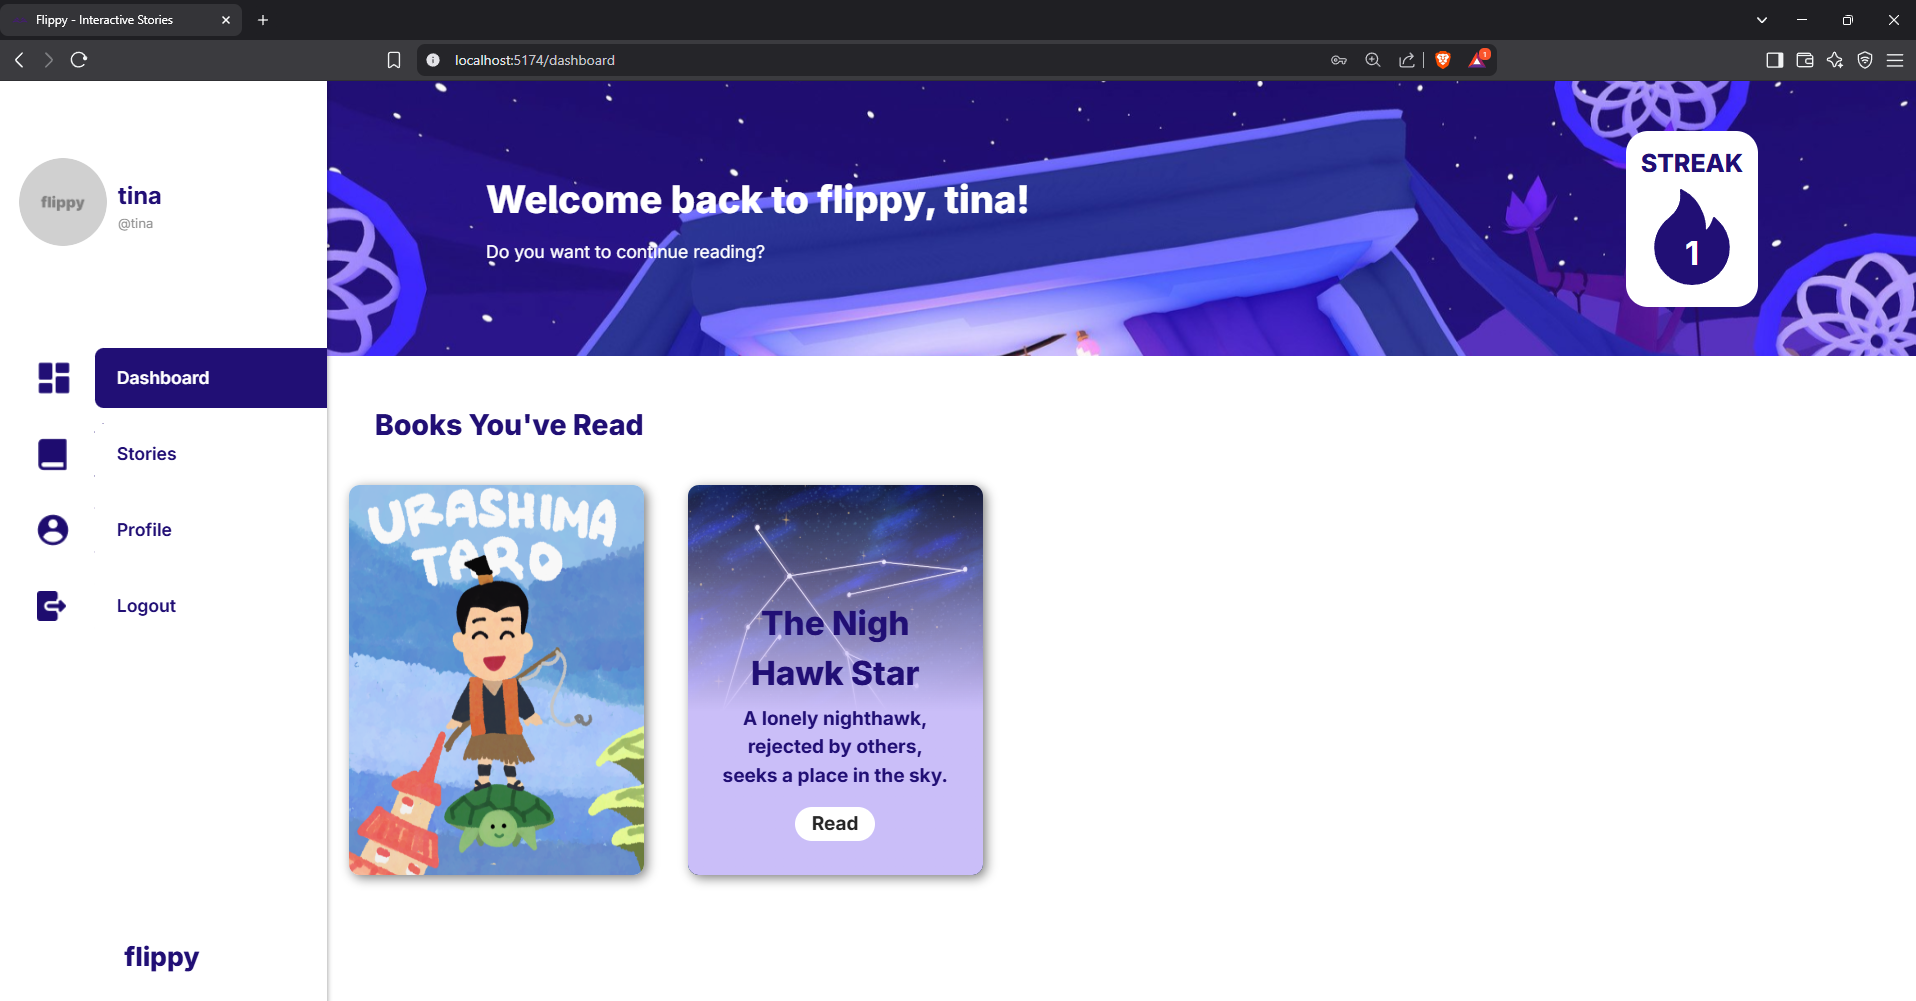 Flippy - Interactive Stories
localhost:5174/dashboard
1
flippy
tina
@tina
Welcome back to flippy, tina!
Do you want to continue reading?
STREAK
1
Dashboard
Stories
Profile
Logout
flippy
Books You've Read
URASHIMA
TARO
The Nigh
Hawk Star
A lonely nighthawk,
rejected by others,
seeks a place in the sky.
Read